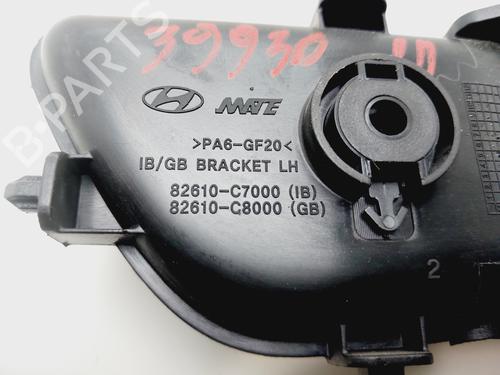 39930
B-PARTS
MATE
>PA6-GF20<
IB/GB BRACKET LH
82610-C7000 (IB)
82610-C8000 (GB)
2